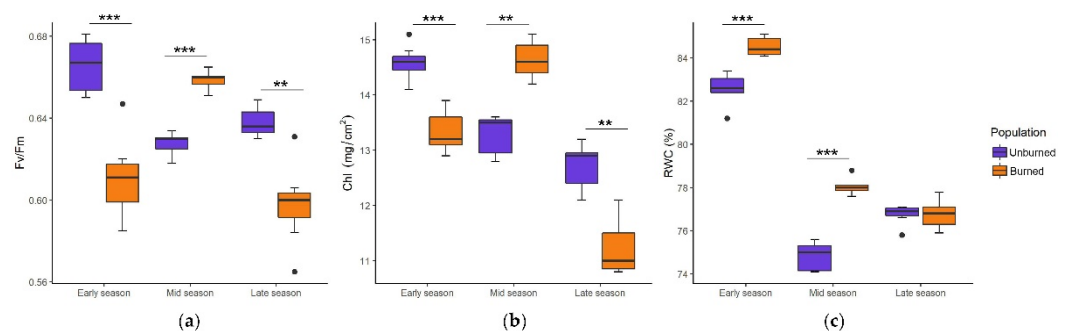 ***
***
**
0.68
0.64
0.60
0.56
Fv/Fm
Early season
Mid season
Late season
(a)
***
**
**
15
14
13
12
11
Chl (mg/cm²)
Early season
Mid season
Late season
(b)
***
***
84
82
80
78
76
74
RWC (%)
Early season
Mid season
Late season
(c)
Population
Unburned
Burned